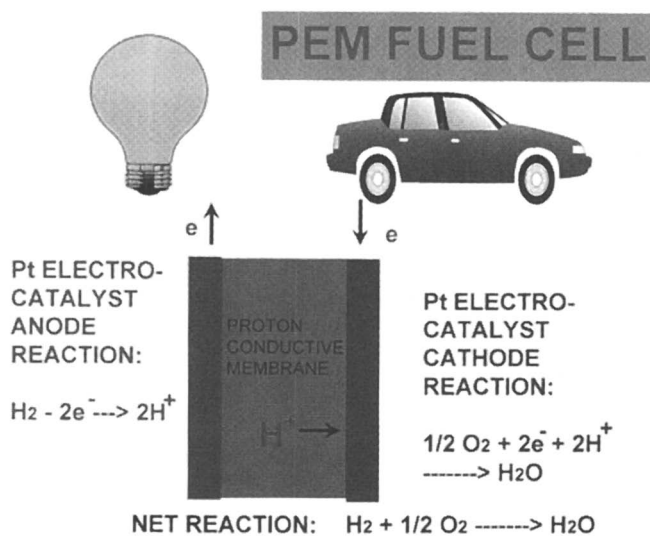 PEM FUEL CELL
e
e
Pt ELECTRO-
CATALYST
ANODE
REACTION:
H2 - 2e⁻---> 2H⁺
PROTON
CONDUCTIVE
MEMBRANE
H⁺
Pt ELECTRO-
CATALYST
CATHODE
REACTION:
1/2 O2 + 2e⁻ + 2H⁺
-------> H2O
NET REACTION: H2 + 1/2 O2 -------> H2O